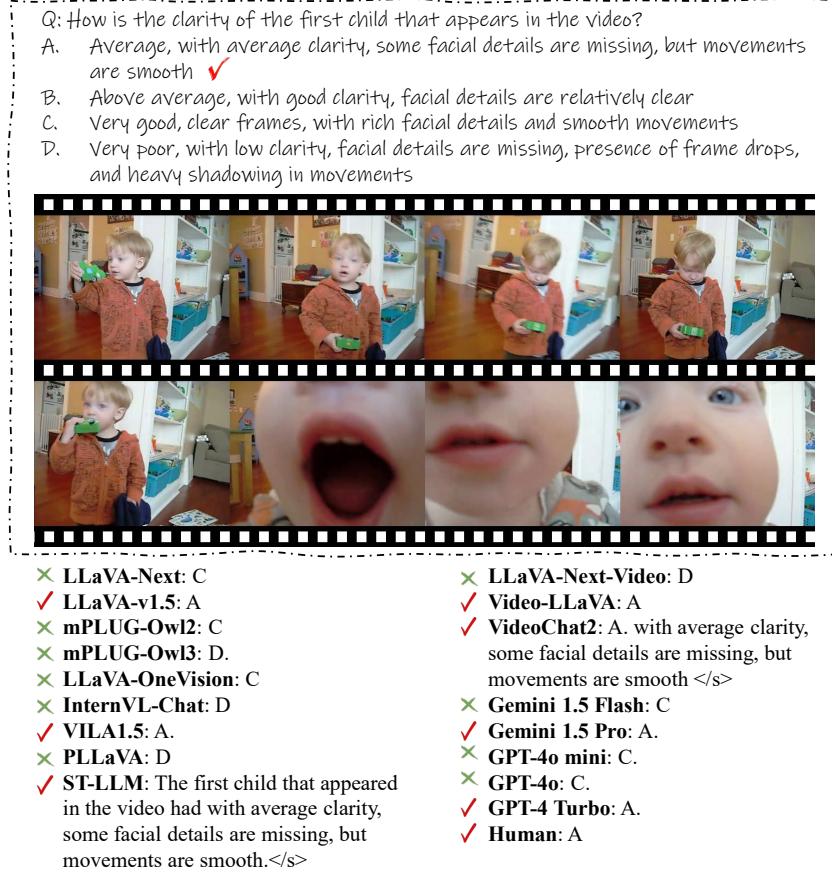 Q: How is the clarity of the first child that appears in the video?
A. Average, with average clarity, some facial details are missing, but movements
are smooth ✓
B. Above average, with good clarity, facial details are relatively clear
C. Very good, clear frames, with rich facial details and smooth movements
D. Very poor, with low clarity, facial details are missing, presence of frame drops,
and heavy shadowing in movements
✕ LLaVA-Next: C
✓ LLaVA-v1.5: A
✕ mPLUG-Owl2: C
✕ mPLUG-Owl3: D.
✕ LLaVA-OneVision: C
✕ InternVL-Chat: D
✓ VILA1.5: A.
✕ PLLaVA: D
✓ ST-LLM: The first child that appeared
in the video had with average clarity,
some facial details are missing, but
movements are smooth.</s>
✕ LLaVA-Next-Video: D
✓ Video-LLaVA: A
✓ VideoChat2: A. with average clarity,
some facial details are missing, but
movements are smooth </s>
✕ Gemini 1.5 Flash: C
✓ Gemini 1.5 Pro: A.
✕ GPT-4o mini: C.
✕ GPT-4o: C.
✓ GPT-4 Turbo: A.
✓ Human: A